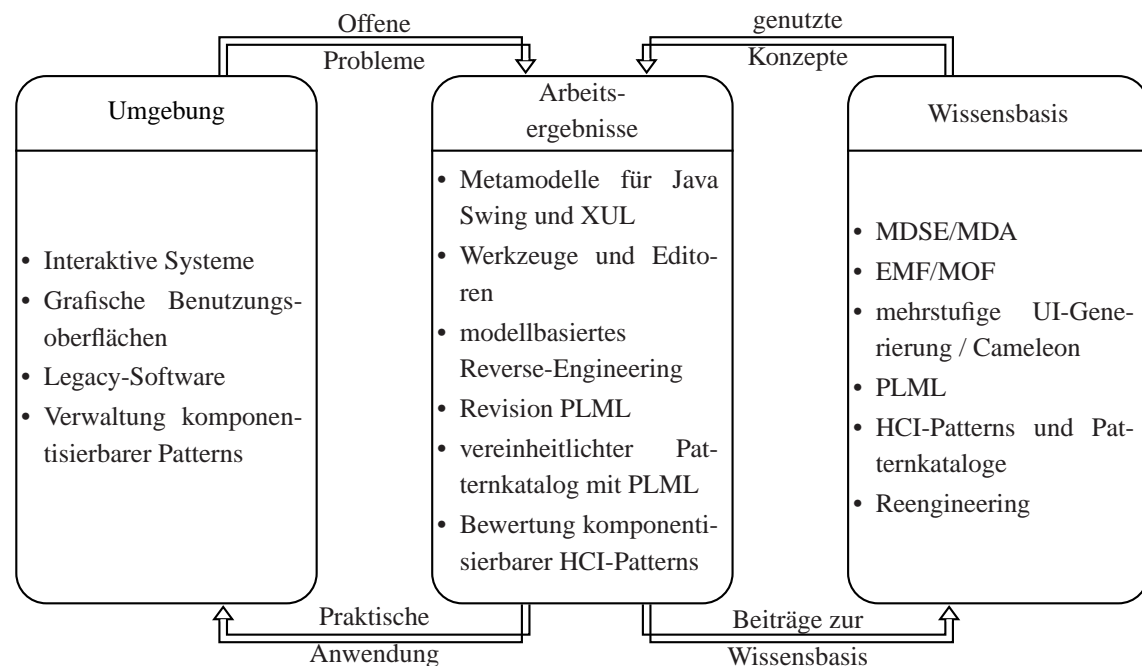 Offene
Probleme
genutzte
Konzepte
Umgebung
• Interaktive Systeme
• Grafische Benutzungs-
oberflächen
• Legacy-Software
• Verwaltung komponen-
tisierbarer Patterns
Arbeits-
ergebnisse
• Metamodelle für Java
Swing und XUL
• Werkzeuge und Edito-
ren
• modellbasiertes
Reverse-Engineering
• Revision PLML
• vereinheitlichter Pat-
ternkatalog mit PLML
• Bewertung komponenti-
sierbarer HCI-Patterns
Wissensbasis
• MDSE/MDA
• EMF/MOF
• mehrstufige UI-Gene-
rierung / Cameleon
• PLML
• HCI-Patterns und Pat-
ternkataloge
• Reengineering
Praktische
Anwendung
Beiträge zur
Wissensbasis